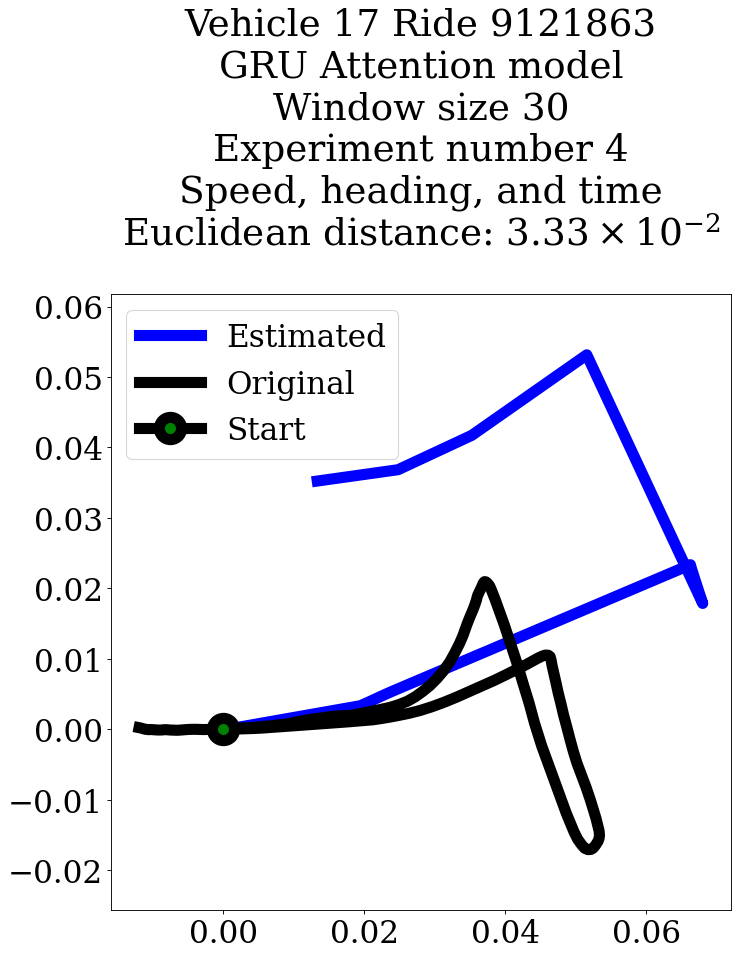 Vehicle 17 Ride 9121863
GRU Attention model
Window size 30
Experiment number 4
Speed, heading, and time
Euclidean distance: 3.33 × 10⁻²
Estimated
Original
Start
0.06
0.05
0.04
0.03
0.02
0.01
0.00
−0.01
−0.02
0.00 0.02 0.04 0.06